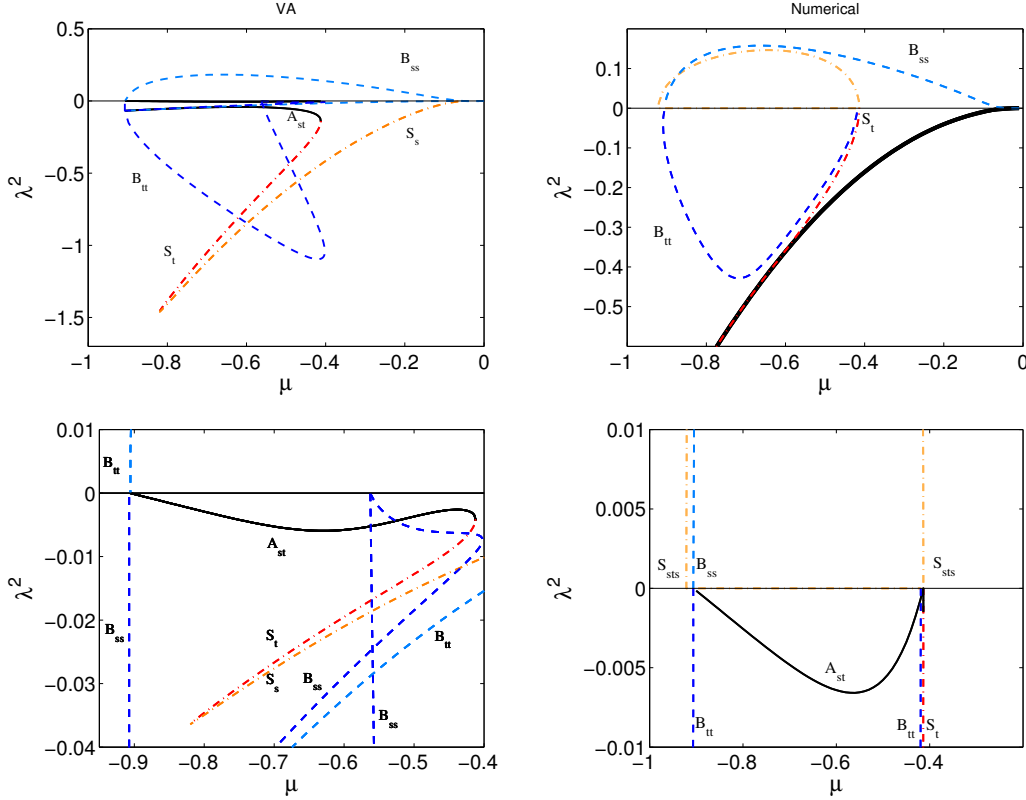 VA
0.5
0
−0.5
−1
−1.5
λ²
B_ss
A_st
S_s
B_tt
S_t
−1
−0.8
−0.6
−0.4
−0.2
0
μ
Numerical
0.1
0
−0.1
−0.2
−0.3
−0.4
−0.5
λ²
B_ss
S_t
B_tt
−1
−0.8
−0.6
−0.4
−0.2
0
μ
0.01
0
−0.01
−0.02
−0.03
−0.04
λ²
B_tt
A_st
B_ss
S_t
S_s
B_ss
B_tt
B_ss
−0.9
−0.8
−0.7
−0.6
−0.5
−0.4
μ
0.01
0.005
0
−0.005
−0.01
λ²
S_sts
B_ss
S_sts
A_st
B_tt
B_tt
S_t
−1
−0.8
−0.6
−0.4
μ